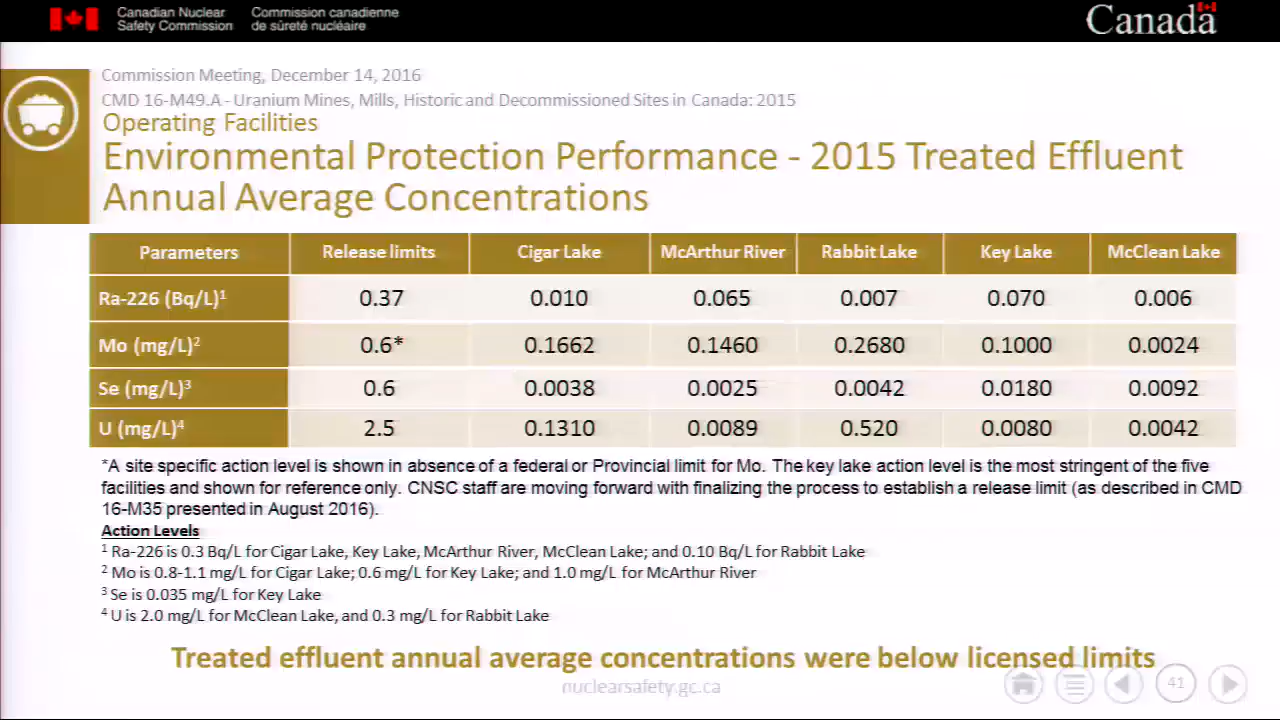 Canadian Nuclear Safety Commission
Commission canadienne de sûreté nucléaire
Canada
Commission Meeting, December 14, 2016
CMD 16-M49.A - Uranium Mines, Mills, Historic and Decommissioned Sites in Canada: 2015
Operating Facilities
Environmental Protection Performance - 2015 Treated Effluent
Annual Average Concentrations
Parameters Release limits Cigar Lake McArthur River Rabbit Lake Key Lake McClean Lake
Ra-226 (Bq/L)¹ 0.37 0.010 0.065 0.007 0.070 0.006
Mo (mg/L)² 0.6* 0.1662 0.1460 0.2680 0.1000 0.0024
Se (mg/L)³ 0.6 0.0038 0.0025 0.0042 0.0180 0.0092
U (mg/L)⁴ 2.5 0.1310 0.0089 0.520 0.0080 0.0042
*A site specific action level is shown in absence of a federal or Provincial limit for Mo. The key lake action level is the most stringent of the five
facilities and shown for reference only. CNSC staff are moving forward with finalizing the process to establish a release limit (as described in CMD
16-M35 presented in August 2016).
Action Levels
¹ Ra-226 is 0.3 Bq/L for Cigar Lake, Key Lake, McArthur River, McClean Lake; and 0.10 Bq/L for Rabbit Lake
² Mo is 0.8-1.1 mg/L for Cigar Lake; 0.6 mg/L for Key Lake; and 1.0 mg/L for McArthur River
³ Se is 0.035 mg/L for Key Lake
⁴ U is 2.0 mg/L for McClean Lake, and 0.3 mg/L for Rabbit Lake
Treated effluent annual average concentrations were below licensed limits
nuclearsafety.gc.ca
41